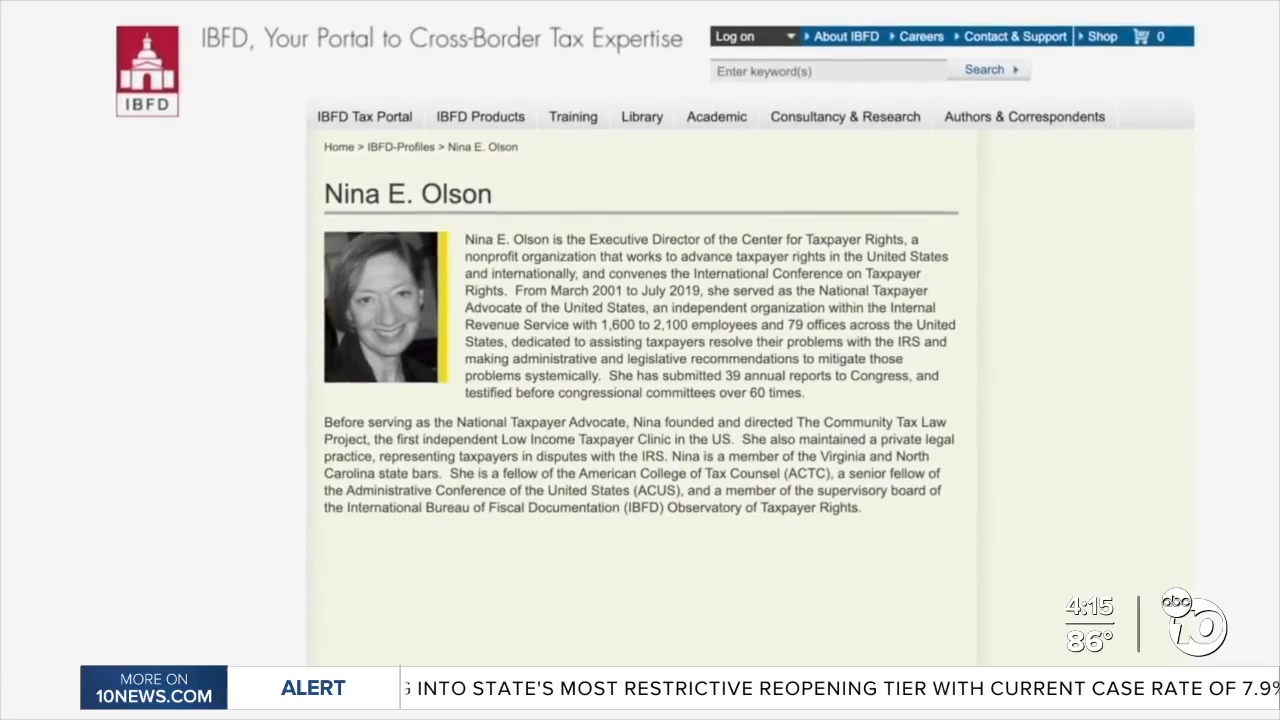 IBFD
IBFD, Your Portal to Cross-Border Tax Expertise
Log on
About IBFD
Careers
Contact & Support
Shop
0
Enter keyword(s)
Search
IBFD Tax Portal
IBFD Products
Training
Library
Academic
Consultancy & Research
Authors & Correspondents
Home > IBFD-Profiles > Nina E. Olson
Nina E. Olson
Nina E. Olson is the Executive Director of the Center for Taxpayer Rights, a
nonprofit organization that works to advance taxpayer rights in the United States
and internationally, and convenes the International Conference on Taxpayer
Rights. From March 2001 to July 2019, she served as the National Taxpayer
Advocate of the United States, an independent organization within the Internal
Revenue Service with 1,600 to 2,100 employees and 79 offices across the United
States, dedicated to assisting taxpayers resolve their problems with the IRS and
making administrative and legislative recommendations to mitigate those
problems systemically. She has submitted 39 annual reports to Congress, and
testified before congressional committees over 60 times.
Before serving as the National Taxpayer Advocate, Nina founded and directed The Community Tax Law
Project, the first independent Low Income Taxpayer Clinic in the US. She also maintained a private legal
practice, representing taxpayers in disputes with the IRS. Nina is a member of the Virginia and North
Carolina state bars. She is a fellow of the American College of Tax Counsel (ACTC), a senior fellow of
the Administrative Conference of the United States (ACUS), and a member of the supervisory board of
the International Bureau of Fiscal Documentation (IBFD) Observatory of Taxpayer Rights.
4:15
86°
abc
10
MORE ON
10NEWS.COM
ALERT
INTO STATE'S MOST RESTRICTIVE REOPENING TIER WITH CURRENT CASE RATE OF 7.9%